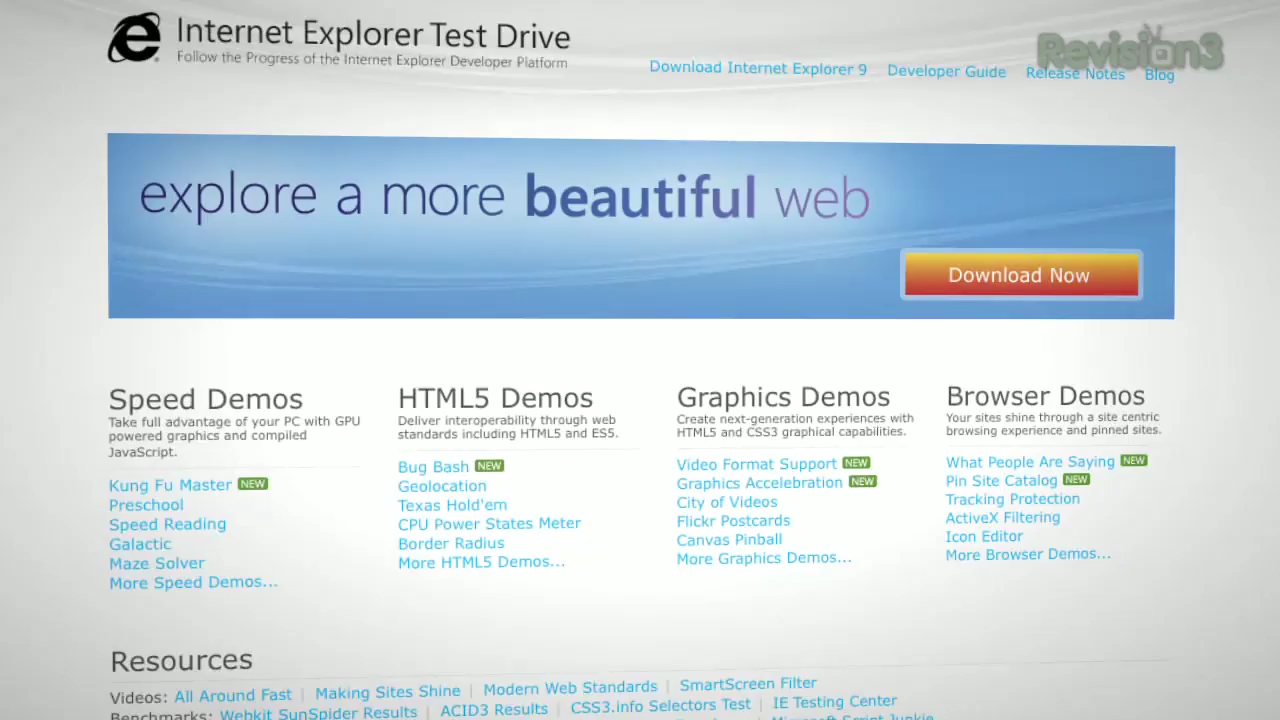 Internet Explorer Test Drive
Follow the Progress of the Internet Explorer Developer Platform
Revision3
Download Internet Explorer 9 Developer Guide Release Notes Blog
explore a more beautiful web
Download Now
Speed Demos
Take full advantage of your PC with GPU
powered graphics and compiled
JavaScript.
Kung Fu Master NEW
Preschool
Speed Reading
Galactic
Maze Solver
More Speed Demos...
HTML5 Demos
Deliver interoperability through web
standards including HTML5 and ES5.
Bug Bash NEW
Geolocation
Texas Hold'em
CPU Power States Meter
Border Radius
More HTML5 Demos...
Graphics Demos
Create next-generation experiences with
HTML5 and CSS3 graphical capabilities.
Video Format Support NEW
Graphics Accelebration NEW
City of Videos
Flickr Postcards
Canvas Pinball
More Graphics Demos...
Browser Demos
Your sites shine through a site centric
browsing experience and pinned sites.
What People Are Saying NEW
Pin Site Catalog NEW
Tracking Protection
ActiveX Filtering
Icon Editor
More Browser Demos...
Resources
Videos: All Around Fast | Making Sites Shine | Modern Web Standards | SmartScreen Filter
Benchmarks: Webkit SunSpider Results | ACID3 Results | CSS3.info Selectors Test | IE Testing Center
Microsoft Script Junkie